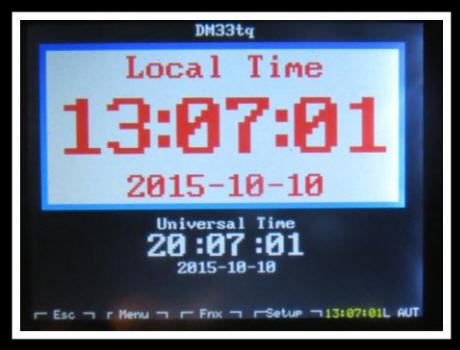 DM33tq
Local Time
13:07:01
2015-10-10
Universal Time
20:07:01
2015-10-10
Esc Menu Fnx Setup 13:07:01L AUT